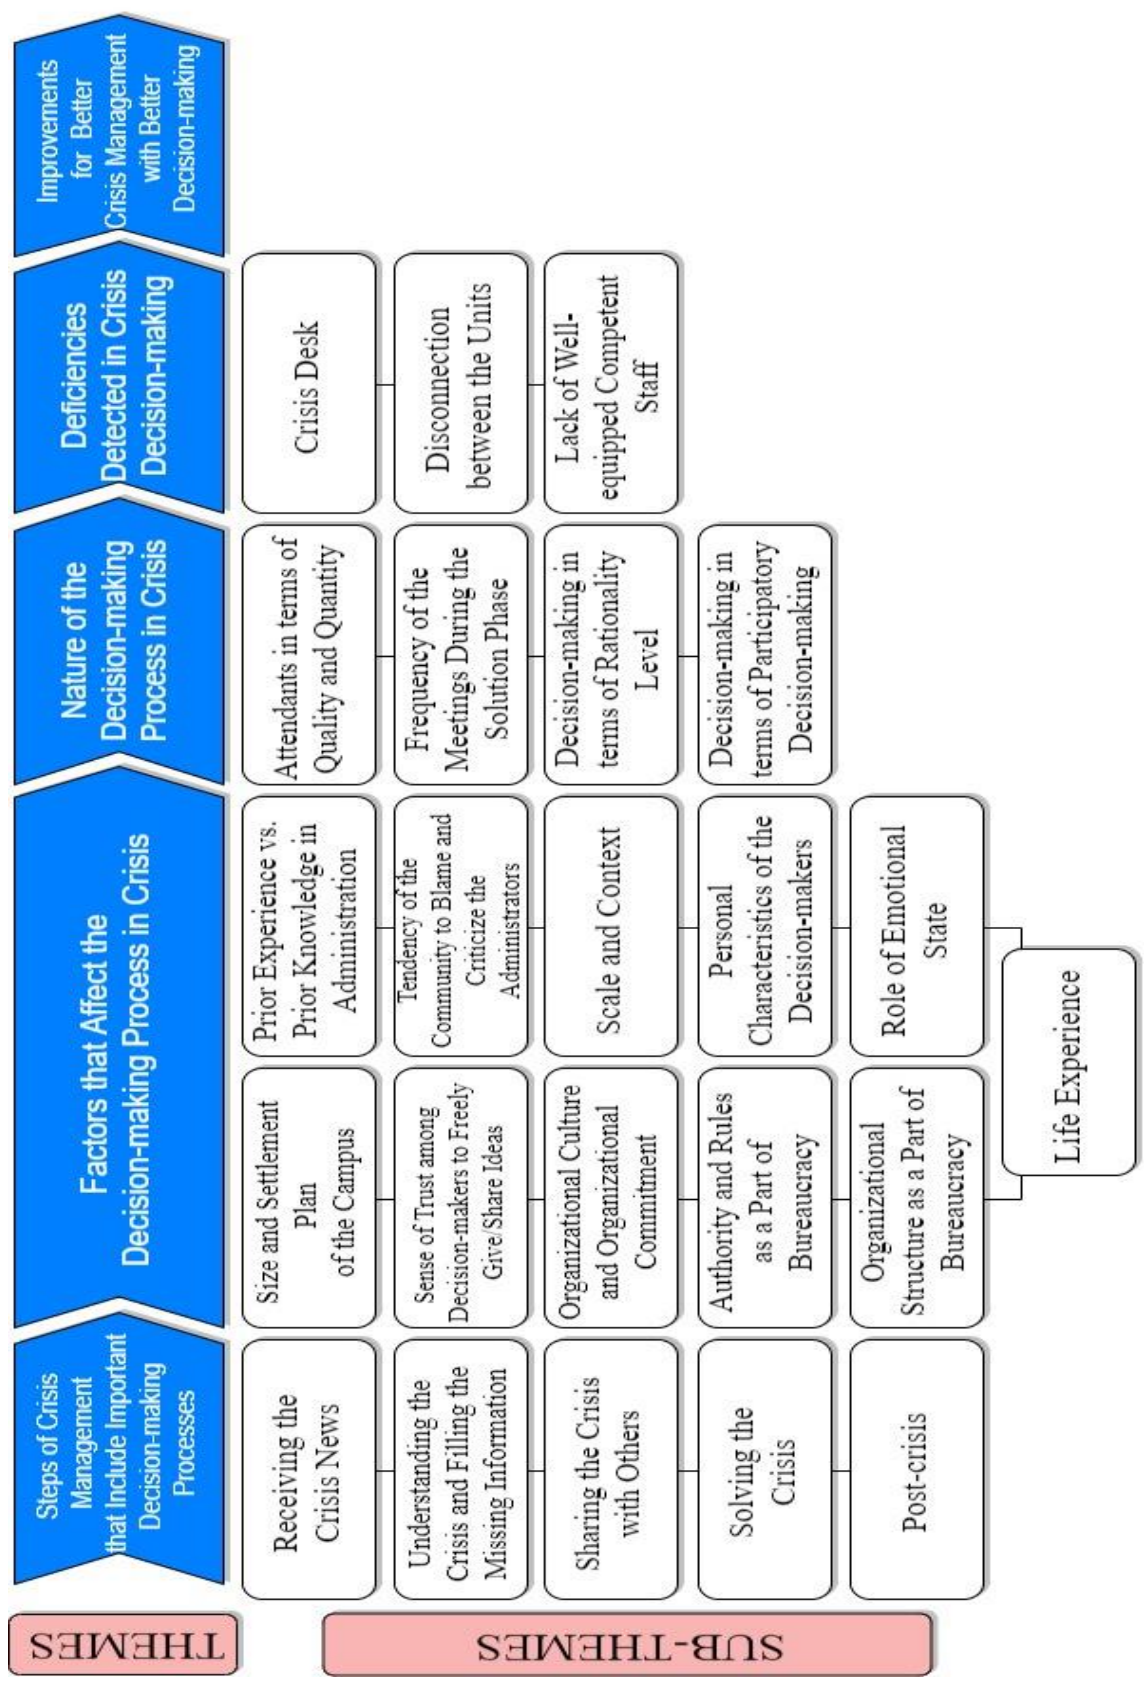 THEMES
Steps of Crisis
Management
that Include Important
Decision-making
Processes
Factors that Affect the
Decision-making Process in Crisis
Nature of the
Decision-making
Process in Crisis
Deficiencies
Detected in Crisis
Decision-making
Improvements
for Better
Crisis Management
with Better
Decision-making
SUB-THEMES
Receiving the
Crisis News
Understanding the
Crisis and Filling the
Missing Information
Sharing the Crisis
with Others
Solving the
Crisis
Post-crisis
Size and Settlement
Plan
of the Campus
Sense of Trust among
Decision-makers to Freely
Give/Share Ideas
Organizational Culture
and Organizational
Commitment
Authority and Rules
as a Part of
Bureaucracy
Organizational
Structure as a Part of
Bureaucracy
Prior Experience vs.
Prior Knowledge in
Administration
Tendency of the
Community to Blame and
Criticize the
Administrators
Scale and Context
Personal
Characteristics of the
Decision-makers
Role of Emotional
State
Life Experience
Attendants in terms of
Quality and Quantity
Frequency of the
Meetings During the
Solution Phase
Decision-making in
terms of Rationality
Level
Decision-making in
terms of Participatory
Decision-making
Crisis Desk
Disconnection
between the Units
Lack of Well-
equipped Competent
Staff